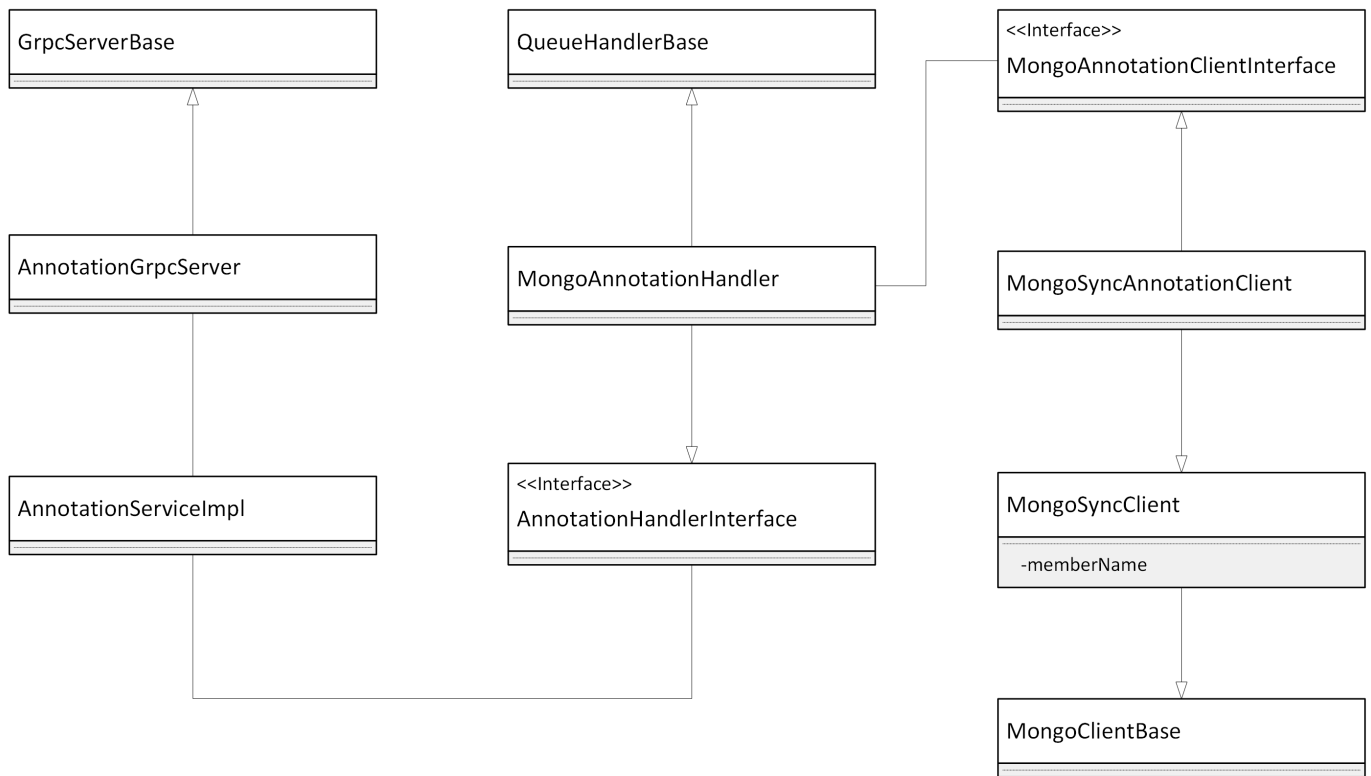 GrpcServerBase
QueueHandlerBase
<<Interface>>
MongoAnnotationClientInterface
AnnotationGrpcServer
MongoAnnotationHandler
MongoSyncAnnotationClient
AnnotationServiceImpl
<<Interface>>
AnnotationHandlerInterface
MongoSyncClient
-memberName
MongoClientBase